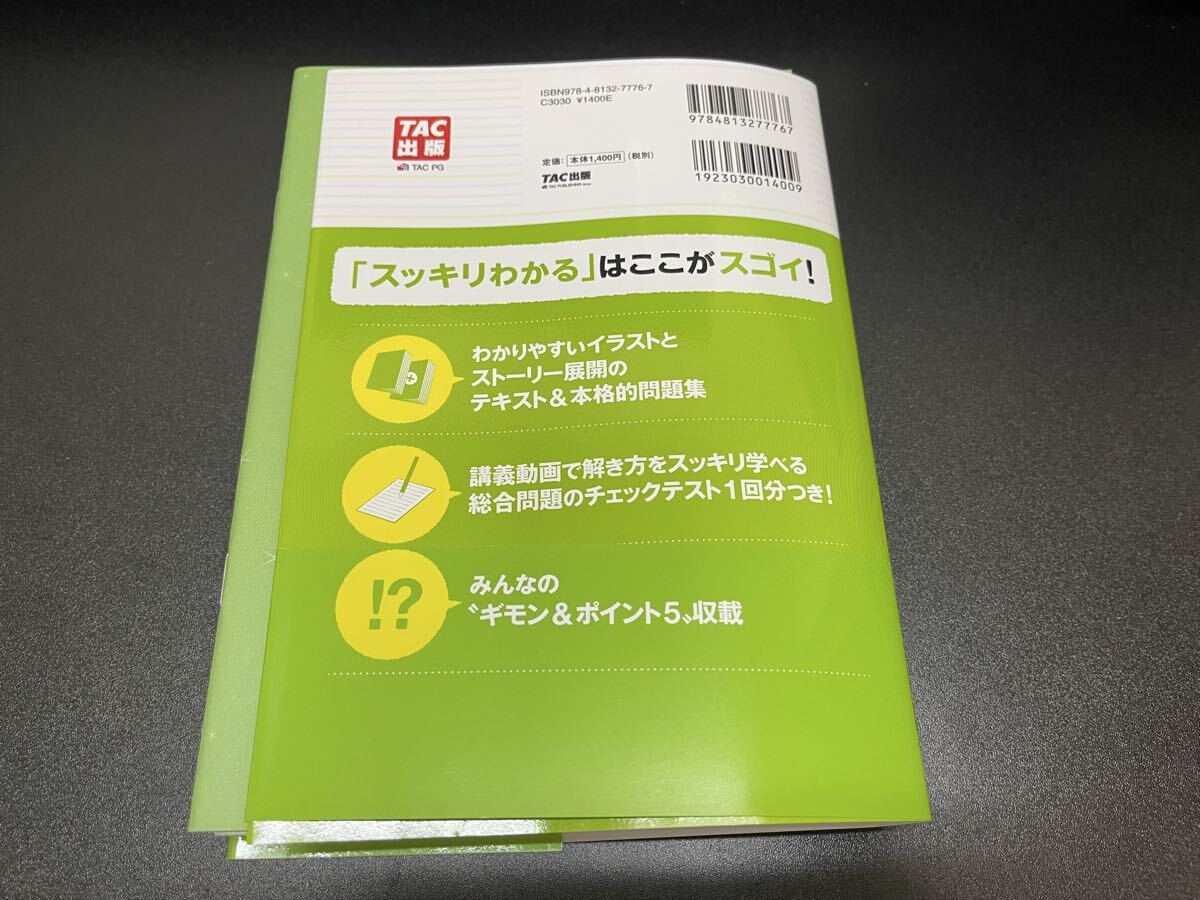 TAC
出版
TAC PG
ISBN978-4-8132-7776-7
C3030 ¥1400E
9784813277767
定価：本体1,400円（税別）
TAC出版
TAC PUBLISHING Group
1923030014009
「スッキリわかる」はここがスゴイ！
わかりやすいイラストと
ストーリー展開の
テキスト＆本格的問題集
講義動画で解き方をスッキリ学べる
総合問題のチェックテスト1回分つき！
!?
みんなの
〝ギモン＆ポイント5〟収載